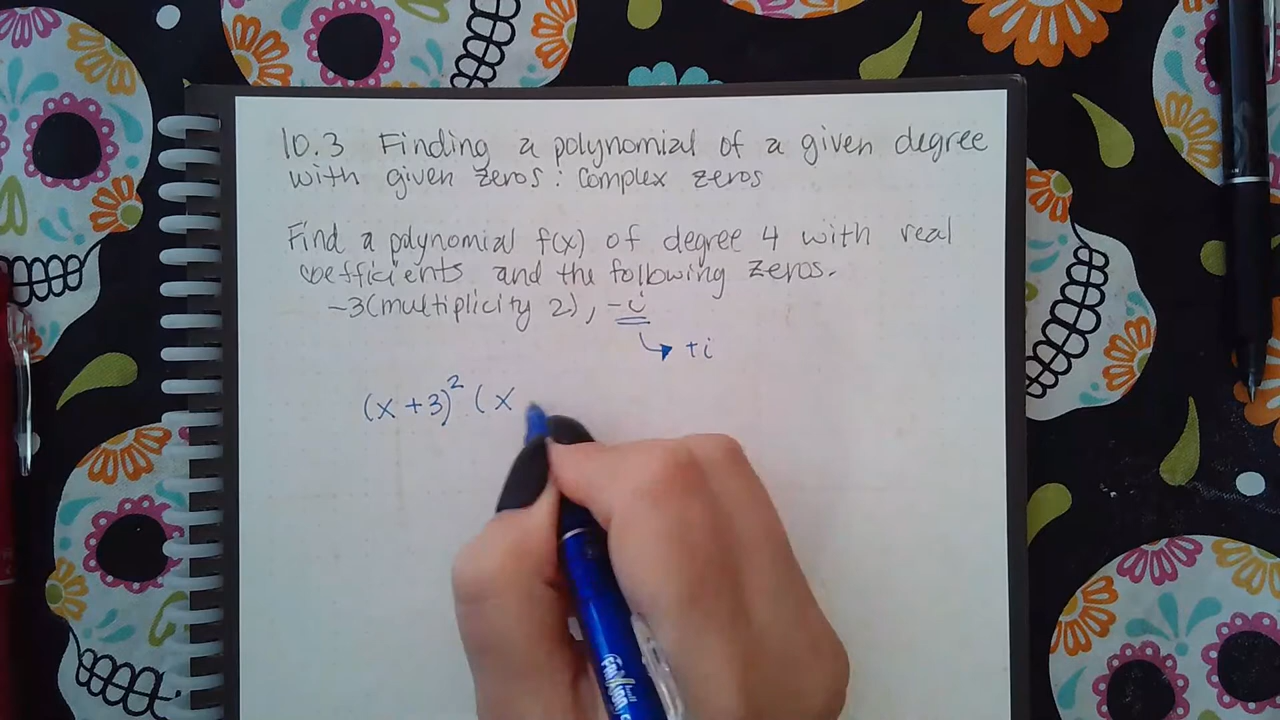 10.3 Finding a polynomial of a given degree
with given zeros: complex zeros
Find a polynomial f(x) of degree 4 with real
coefficients and the following zeros.
-3(multiplicity 2), -i
+i
(x +3)² (x